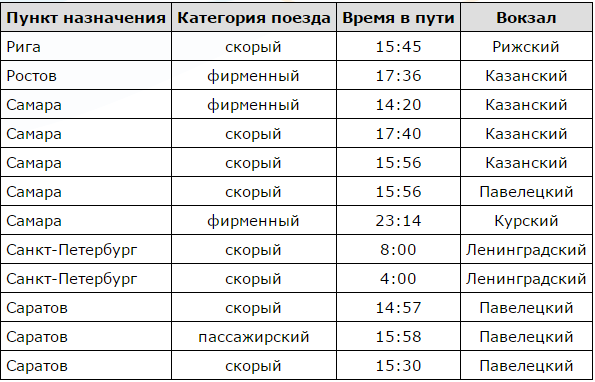 Пункт назначения Категория поезда Время в пути Вокзал
Рига скорый 15:45 Рижский
Ростов фирменный 17:36 Казанский
Самара фирменный 14:20 Казанский
Самара скорый 17:40 Казанский
Самара скорый 15:56 Казанский
Самара скорый 15:56 Павелецкий
Самара фирменный 23:14 Курский
Санкт-Петербург скорый 8:00 Ленинградский
Санкт-Петербург скорый 4:00 Ленинградский
Саратов скорый 14:57 Павелецкий
Саратов пассажирский 15:58 Павелецкий
Саратов скорый 15:30 Павелецкий